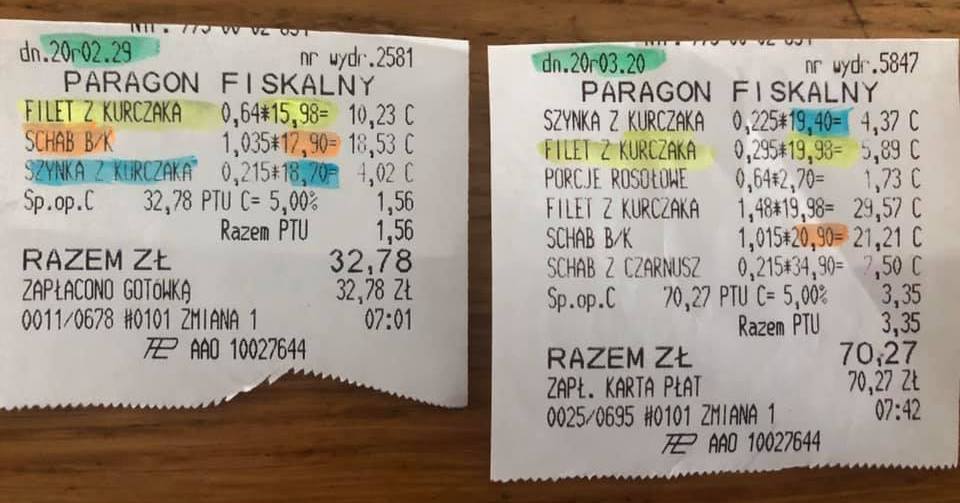 dn.20r02.29 nr wydr.2581
PARAGON FISKALNY
FILET Z KURCZAKA 0,64*15,98= 10,23 C
SCHAB B/K 1,035*17,90= 18,53 C
SZYNKA Z KURCZAKA 0,215*18,70= 4,02 C
Sp.op.C 32,78 PTU C= 5,00% 1,56
Razem PTU 1,56
RAZEM ZŁ 32,78
ZAPŁACONO GOTÓWKĄ 32,78 ZŁ
0011/0678 #0101 ZMIANA 1 07:01
AAO 10027644
dn.20r03.20 nr wydr.5847
PARAGON FISKALNY
SZYNKA Z KURCZAKA 0,225*19,40= 4,37 C
FILET Z KURCZAKA 0,295*19,98= 5,89 C
PORCJE ROSOŁOWE 0,64*2,70= 1,73 C
FILET Z KURCZAKA 1,48*19,98= 29,57 C
SCHAB B/K 1,015*20,90= 21,21 C
SCHAB Z CZARNUSZ 0,215*34,90= 7,50 C
Sp.op.C 70,27 PTU C= 5,00% 3,35
Razem PTU 3,35
RAZEM ZŁ 70,27
ZAPŁ. KARTA PŁAT 70,27 ZŁ
0025/0695 #0101 ZMIANA 1 07:42
AAO 10027644